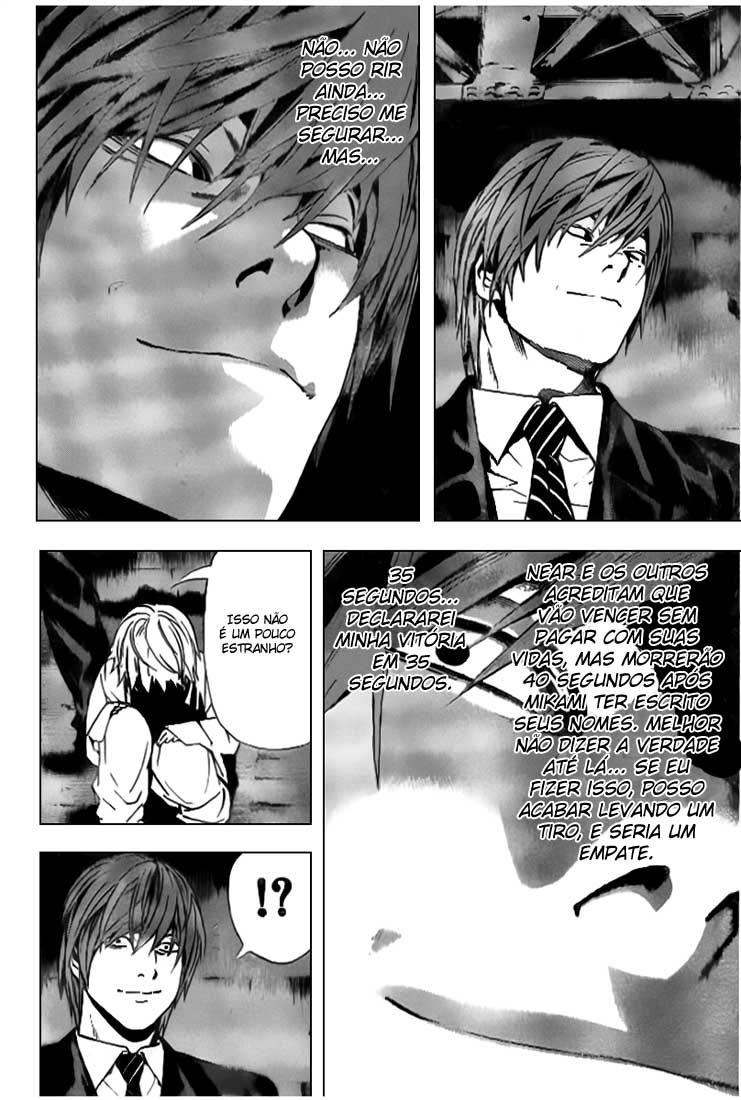 NÃO... NÃO
POSSO RIR
AINDA...
PRECISO ME
SEGURAR...
MAS...
NEAR E OS OUTROS
ACREDITAM QUE
VÃO VENCER SEM
PAGAR COM SUAS
VIDAS, MAS MORRERÃO
40 SEGUNDOS APÓS
MIKAMI TER ESCRITO
SEUS NOMES. MELHOR
NÃO DIZER A VERDADE
ATÉ LÁ... SE EU
FIZER ISSO, POSSO
ACABAR LEVANDO UM
TIRO, E SERIA UM
EMPATE.
35
SEGUNDOS...
DECLARAREI
MINHA VITÓRIA
EM 35
SEGUNDOS.
ISSO NÃO
É UM POUCO
ESTRANHO?
!?